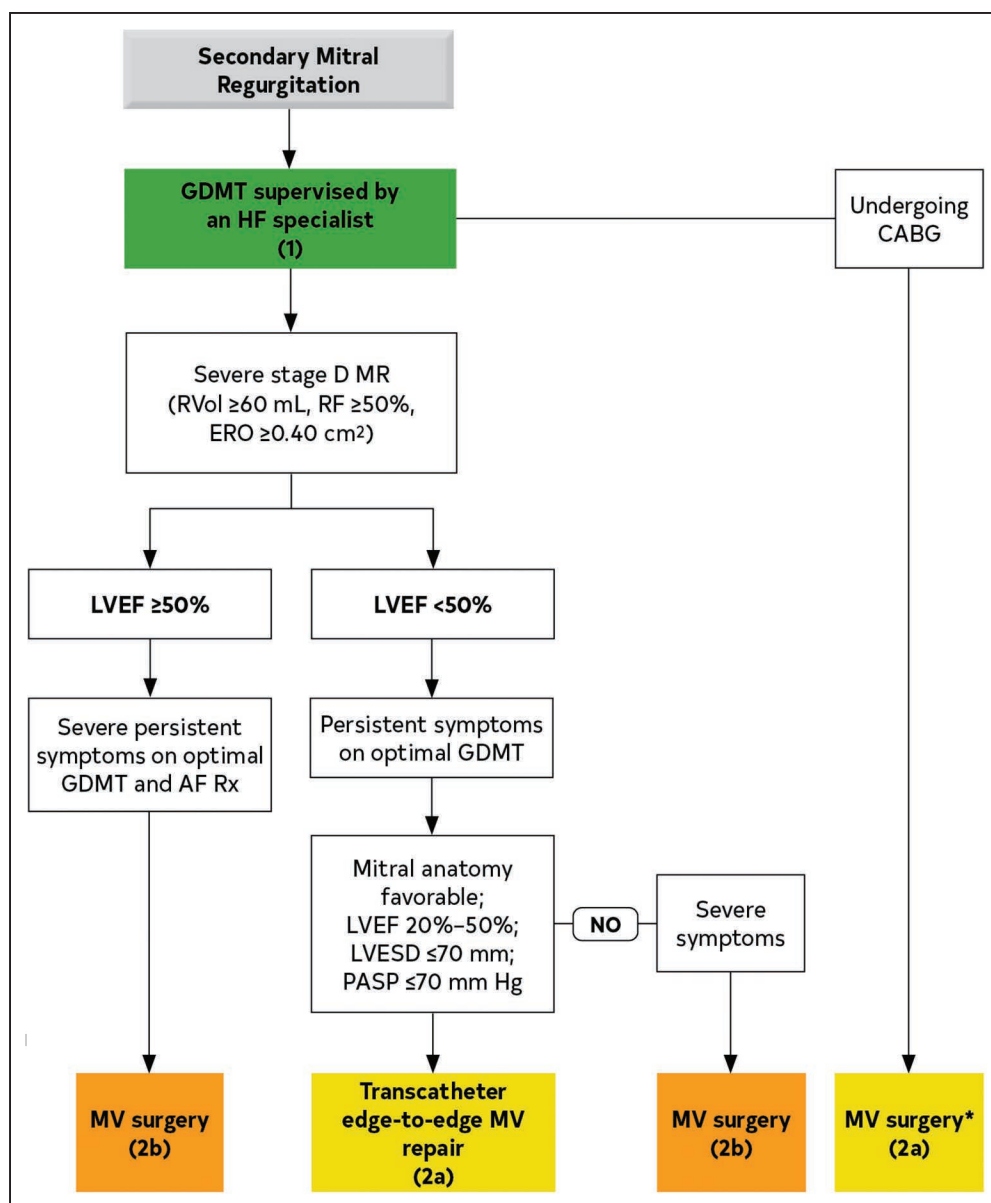 Secondary Mitral
Regurgitation
GDMT supervised by
an HF specialist
(1)
Undergoing
CABG
Severe stage D MR
(RVol ≥60 mL, RF ≥50%,
ERO ≥0.40 cm²)
LVEF ≥50%
LVEF <50%
Severe persistent
symptoms on optimal
GDMT and AF Rx
Persistent symptoms
on optimal GDMT
Mitral anatomy
favorable;
LVEF 20%–50%;
LVESD ≤70 mm;
PASP ≤70 mm Hg
NO
Severe
symptoms
MV surgery
(2b)
Transcatheter
edge-to-edge MV
repair
(2a)
MV surgery
(2b)
MV surgery*
(2a)